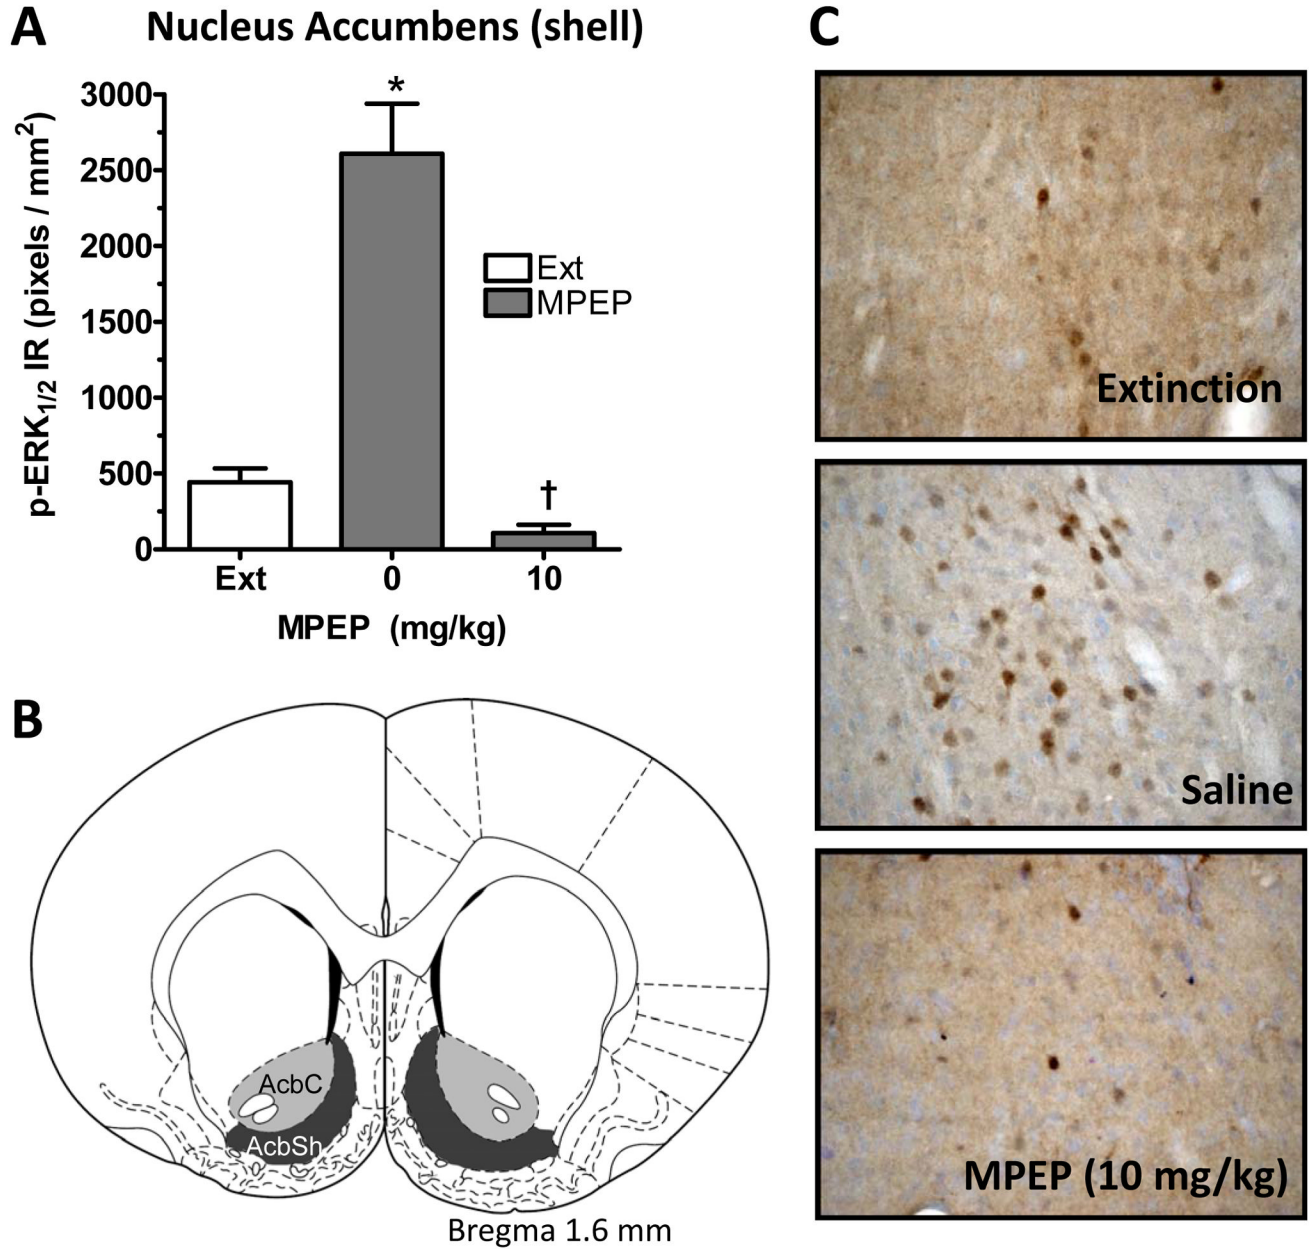 A
Nucleus Accumbens (shell)
p-ERK1/2 IR (pixels / mm2)
3000
2500
2000
1500
1000
500
0
*
†
Ext
MPEP
Ext
0
10
MPEP (mg/kg)
B
AcbC
AcbSh
Bregma 1.6 mm
C
Extinction
Saline
MPEP (10 mg/kg)